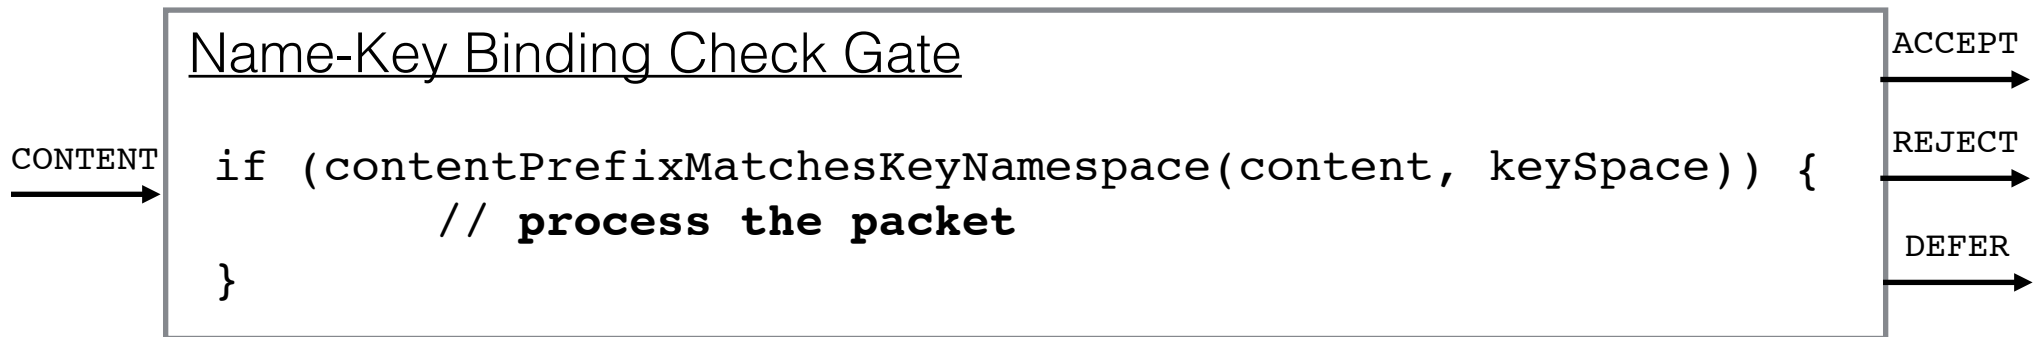 Name-Key Binding Check Gate
CONTENT
if (contentPrefixMatchesKeyNamespace(content, keySpace)) {
// process the packet
}
ACCEPT
REJECT
DEFER